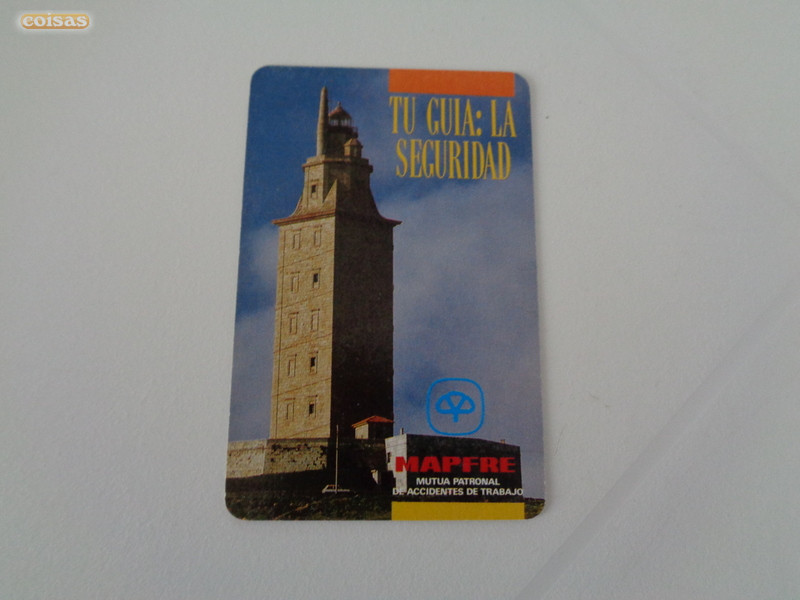 coisas
TU GUIA: LA
SEGURIDAD
MAPFRE
MUTUA PATRONAL
DE ACCIDENTES DE TRABAJO